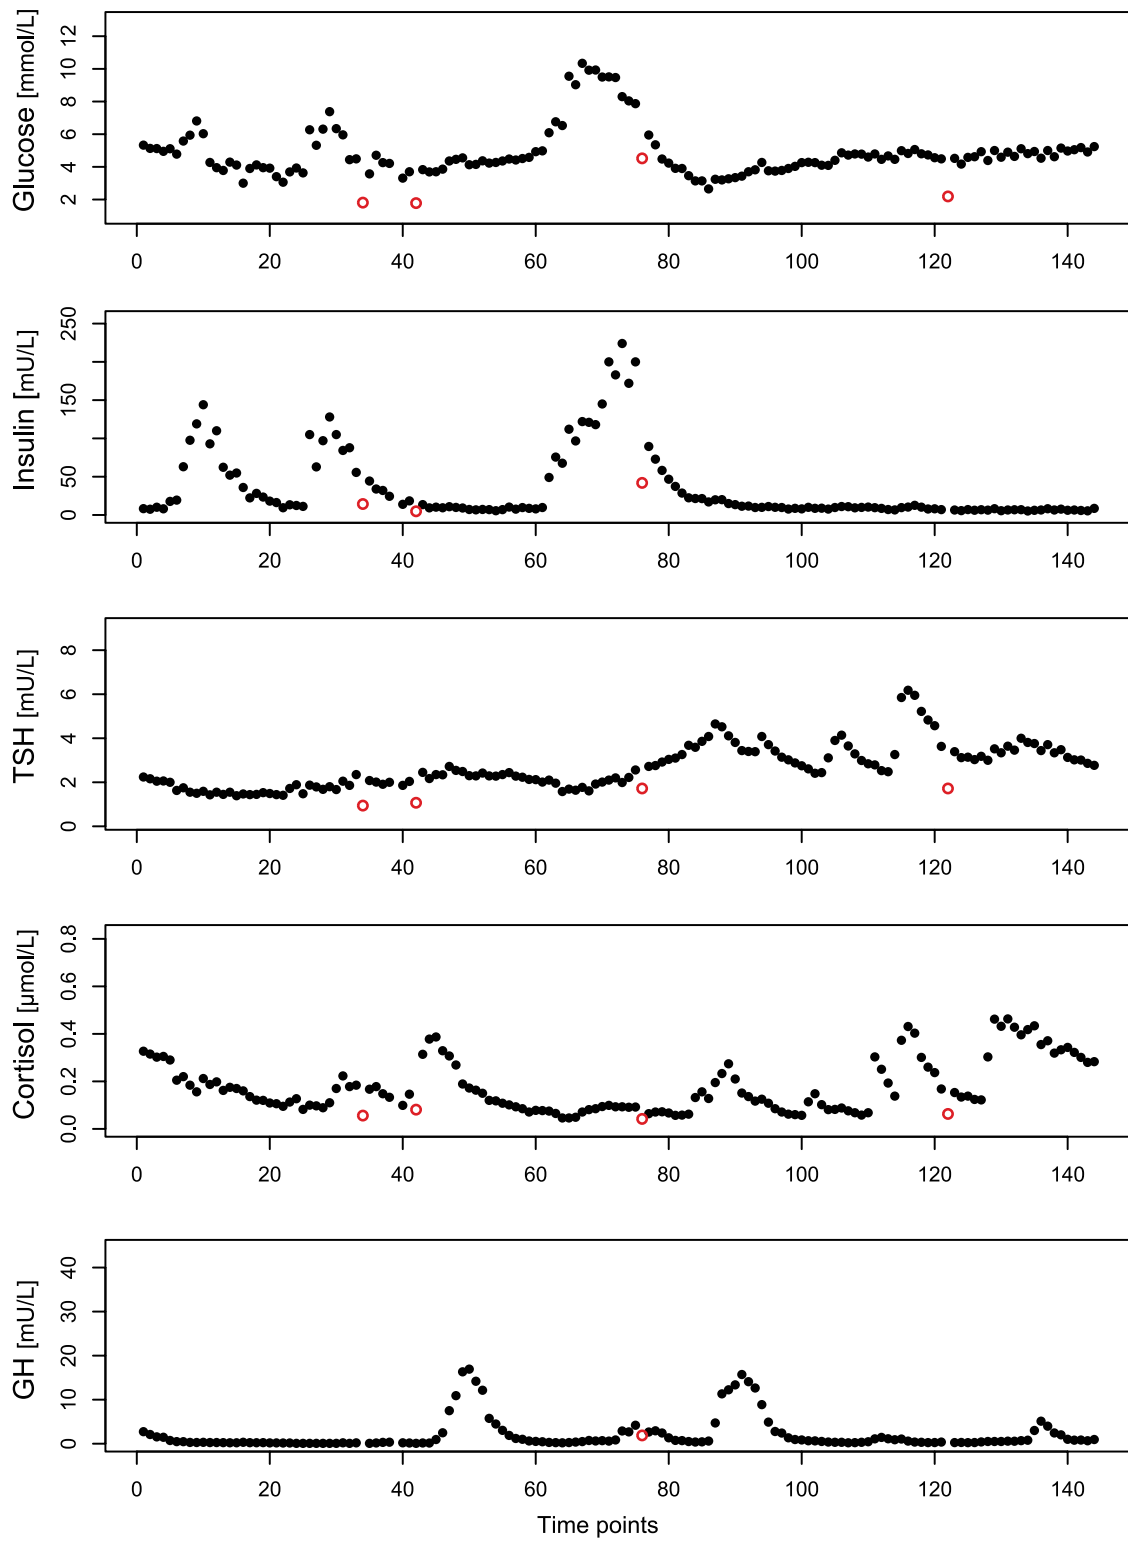 Glucose [mmol/L]
12
10
8
6
4
2
0 20 40 60 80 100 120 140
Insulin [mU/L]
250
150
50
0
0 20 40 60 80 100 120 140
TSH [mU/L]
8
6
4
2
0
0 20 40 60 80 100 120 140
Cortisol [µmol/L]
0.8
0.6
0.4
0.2
0.0
0 20 40 60 80 100 120 140
GH [mU/L]
40
30
20
10
0
0 20 40 60 80 100 120 140
Time points